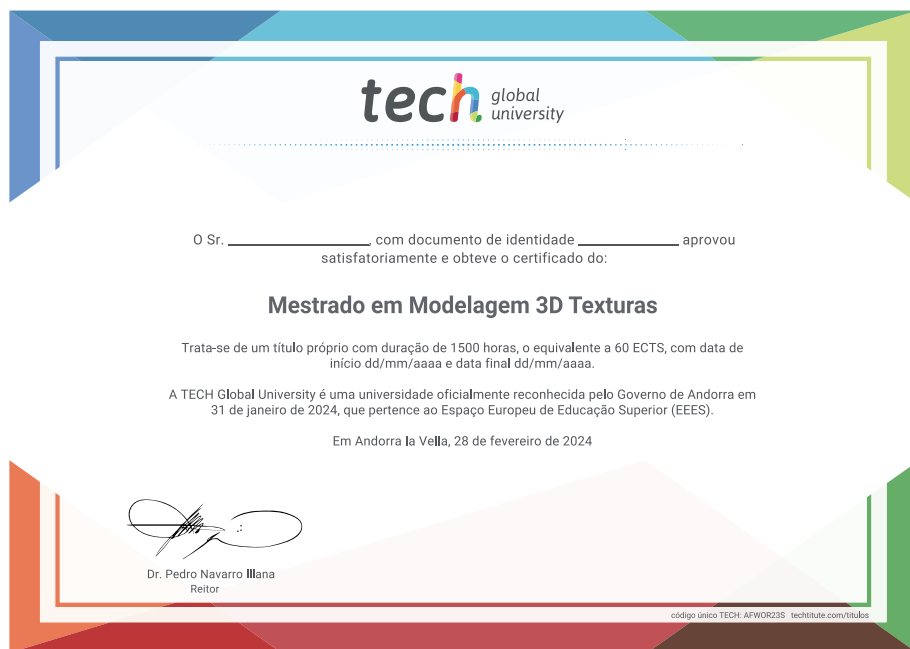 tech global
university
O Sr. ____________________, com documento de identidade ______________ aprovou
satisfatoriamente e obteve o certificado do:
Mestrado em Modelagem 3D Texturas
Trata-se de um título próprio com duração de 1500 horas, o equivalente a 60 ECTS, com data de
início dd/mm/aaaa e data final dd/mm/aaaa.
A TECH Global University é uma universidade oficialmente reconhecida pelo Governo de Andorra em
31 de janeiro de 2024, que pertence ao Espaço Europeu de Educação Superior (EEES).
Em Andorra la Vella, 28 de fevereiro de 2024
Dr. Pedro Navarro Illana
Reitor
código único TECH: AFWOR23S techtitute.com/titulos